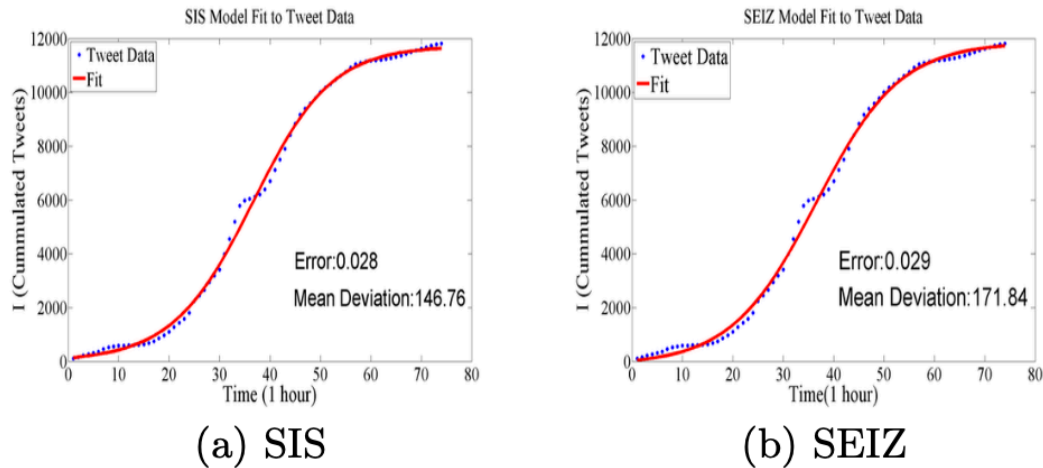 SIS Model Fit to Tweet Data
12000
10000
8000
6000
4000
2000
0
I (Cummulated Tweets)
Tweet Data
Fit
Error:0.028
Mean Deviation:146.76
0 10 20 30 40 50 60 70 80
Time (1 hour)
(a) SIS
SEIZ Model Fit to Tweet Data
12000
10000
8000
6000
4000
2000
0
I (Cummulated Tweets)
Tweet Data
Fit
Error:0.029
Mean Deviation:171.84
0 10 20 30 40 50 60 70 80
Time(1 hour)
(b) SEIZ